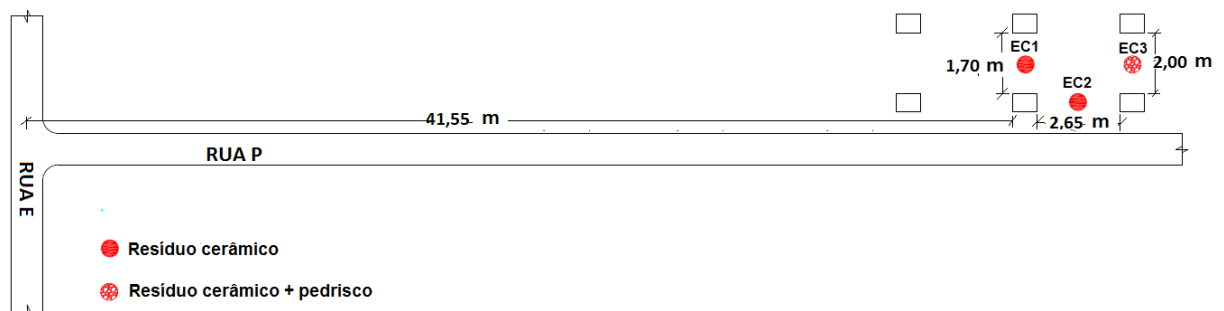 EC1
EC3
1,70 m
2,00 m
EC2
41,55 m
2,65 m
RUA P
RUA E
Resíduo cerâmico
Resíduo cerâmico + pedrisco